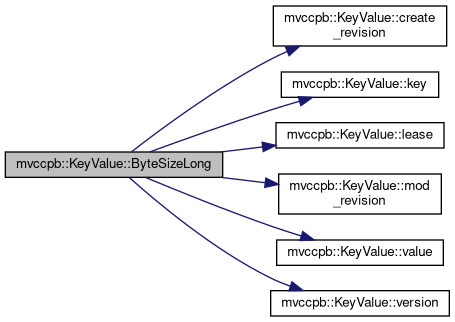 mvccpb::KeyValue::create
_revision
mvccpb::KeyValue::key
mvccpb::KeyValue::lease
mvccpb::KeyValue::ByteSizeLong
mvccpb::KeyValue::mod
_revision
mvccpb::KeyValue::value
mvccpb::KeyValue::version